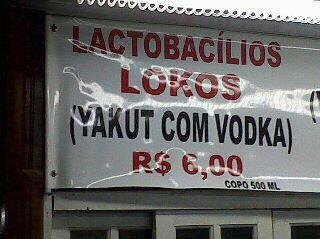 LACTOBACÍLIOS
LOKOS
(YAKUT COM VODKA)
R$ 6,00
COPO 500 ML